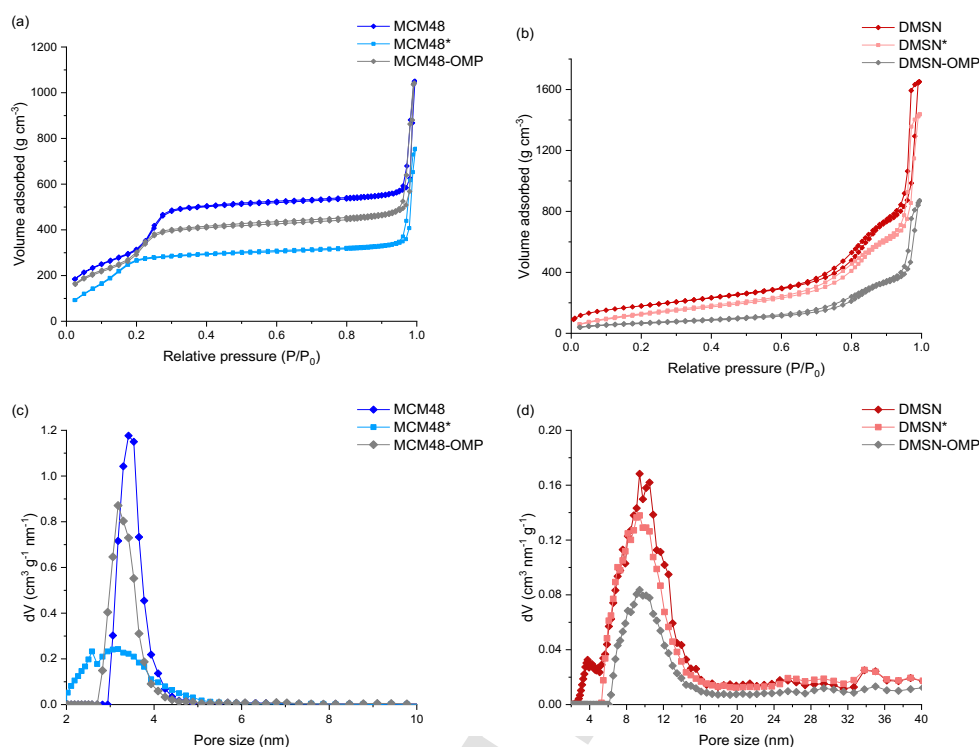 (a)
MCM48
MCM48*
MCM48-OMP
1200
1000
800
600
400
200
0
0.0 0.2 0.4 0.6 0.8 1.0
Volume adsorbed (g cm⁻³)
Relative pressure (P/P₀)
(b)
DMSN
DMSN*
DMSN-OMP
1600
1200
800
400
0
0.0 0.2 0.4 0.6 0.8 1.0
Volume adsorbed (g cm⁻³)
Relative pressure (P/P₀)
(c)
MCM48
MCM48*
MCM48-OMP
1.2
1.0
0.8
0.6
0.4
0.2
0.0
2 4 6 8 10
dV (cm³ g⁻¹ nm⁻¹)
Pore size (nm)
(d)
DMSN
DMSN*
DMSN-OMP
0.20
0.16
0.12
0.08
0.04
0.00
4 8 12 16 20 24 28 32 36 40
dV (cm³ nm⁻¹ g⁻¹)
Pore size (nm)